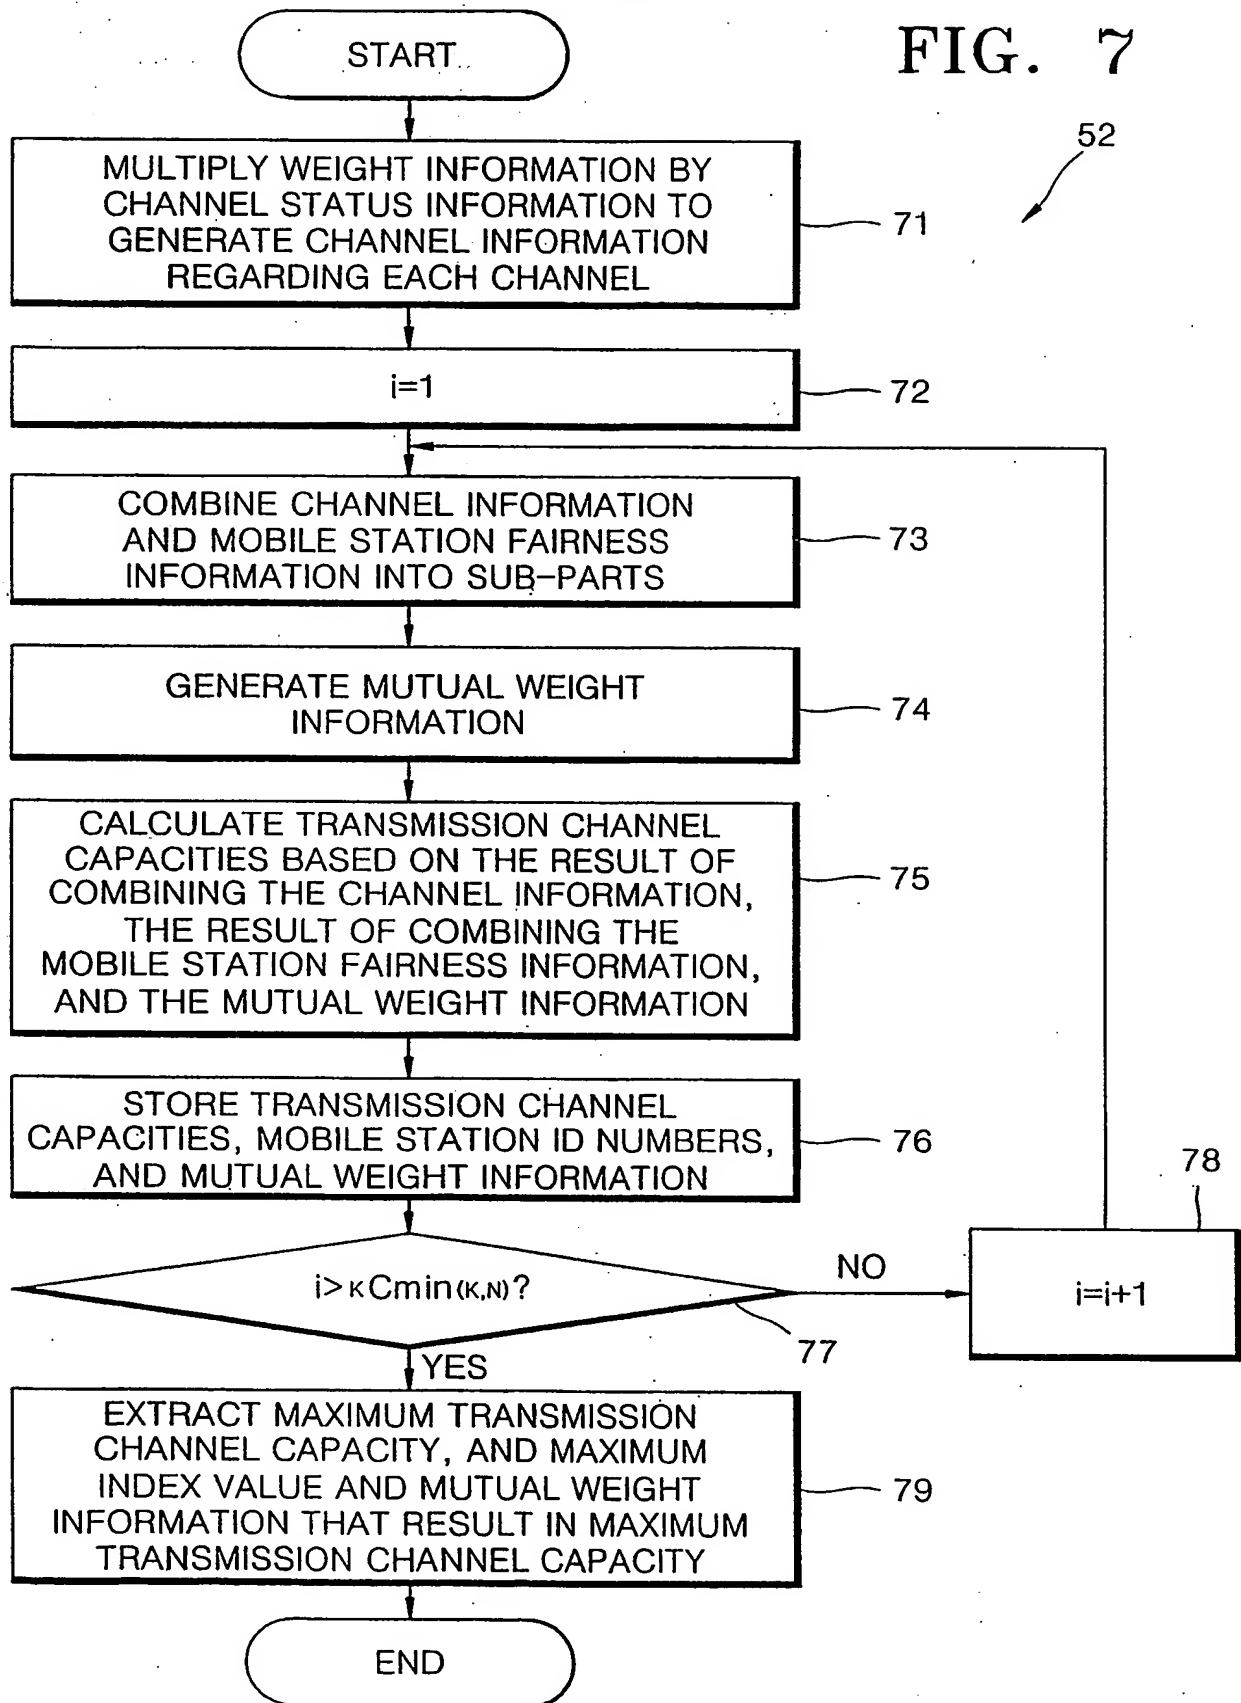 FIG. 7
START
52
MULTIPLY WEIGHT INFORMATION BY
CHANNEL STATUS INFORMATION TO
GENERATE CHANNEL INFORMATION
REGARDING EACH CHANNEL
71
i=1
72
COMBINE CHANNEL INFORMATION
AND MOBILE STATION FAIRNESS
INFORMATION INTO SUB-PARTS
73
GENERATE MUTUAL WEIGHT
INFORMATION
74
CALCULATE TRANSMISSION CHANNEL
CAPACITIES BASED ON THE RESULT OF
COMBINING THE CHANNEL INFORMATION,
THE RESULT OF COMBINING THE
MOBILE STATION FAIRNESS INFORMATION,
AND THE MUTUAL WEIGHT INFORMATION
75
STORE TRANSMISSION CHANNEL
CAPACITIES, MOBILE STATION ID NUMBERS,
AND MUTUAL WEIGHT INFORMATION
76
i>KCmin(K,N)?
77
NO
78
i=i+1
YES
EXTRACT MAXIMUM TRANSMISSION
CHANNEL CAPACITY, AND MAXIMUM
INDEX VALUE AND MUTUAL WEIGHT
INFORMATION THAT RESULT IN MAXIMUM
TRANSMISSION CHANNEL CAPACITY
79
END